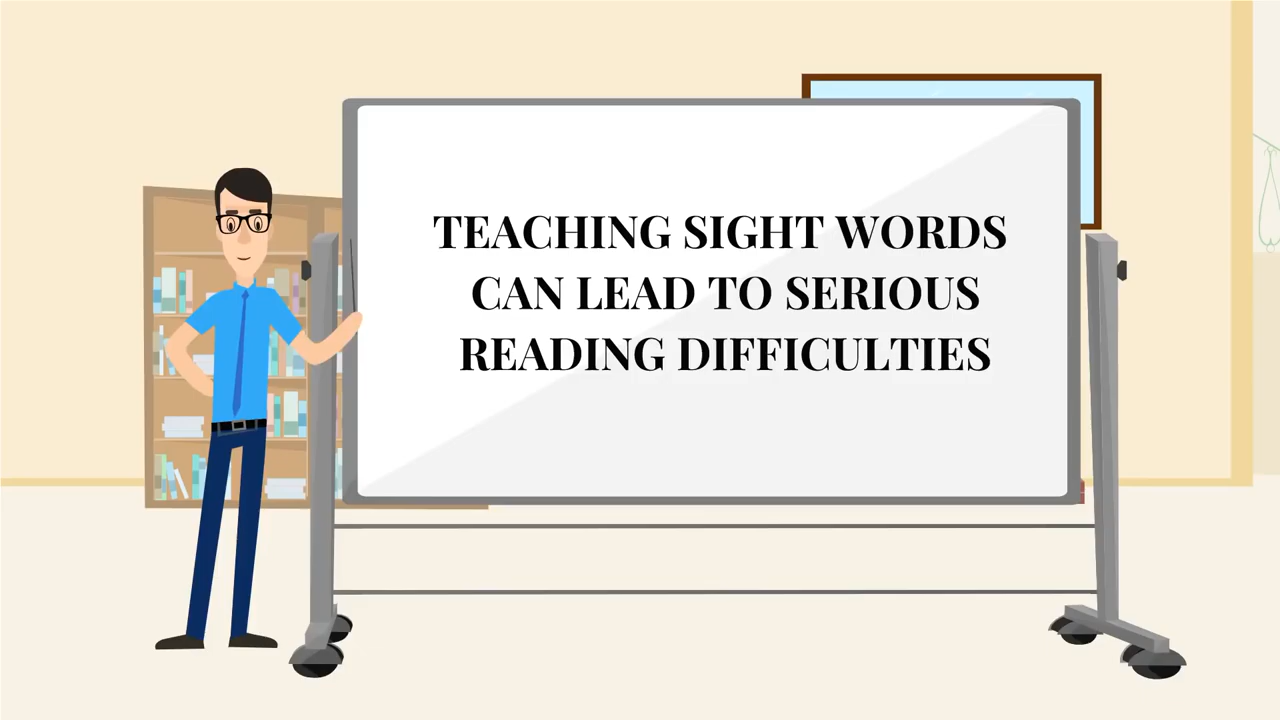 TEACHING SIGHT WORDS
CAN LEAD TO SERIOUS
READING DIFFICULTIES